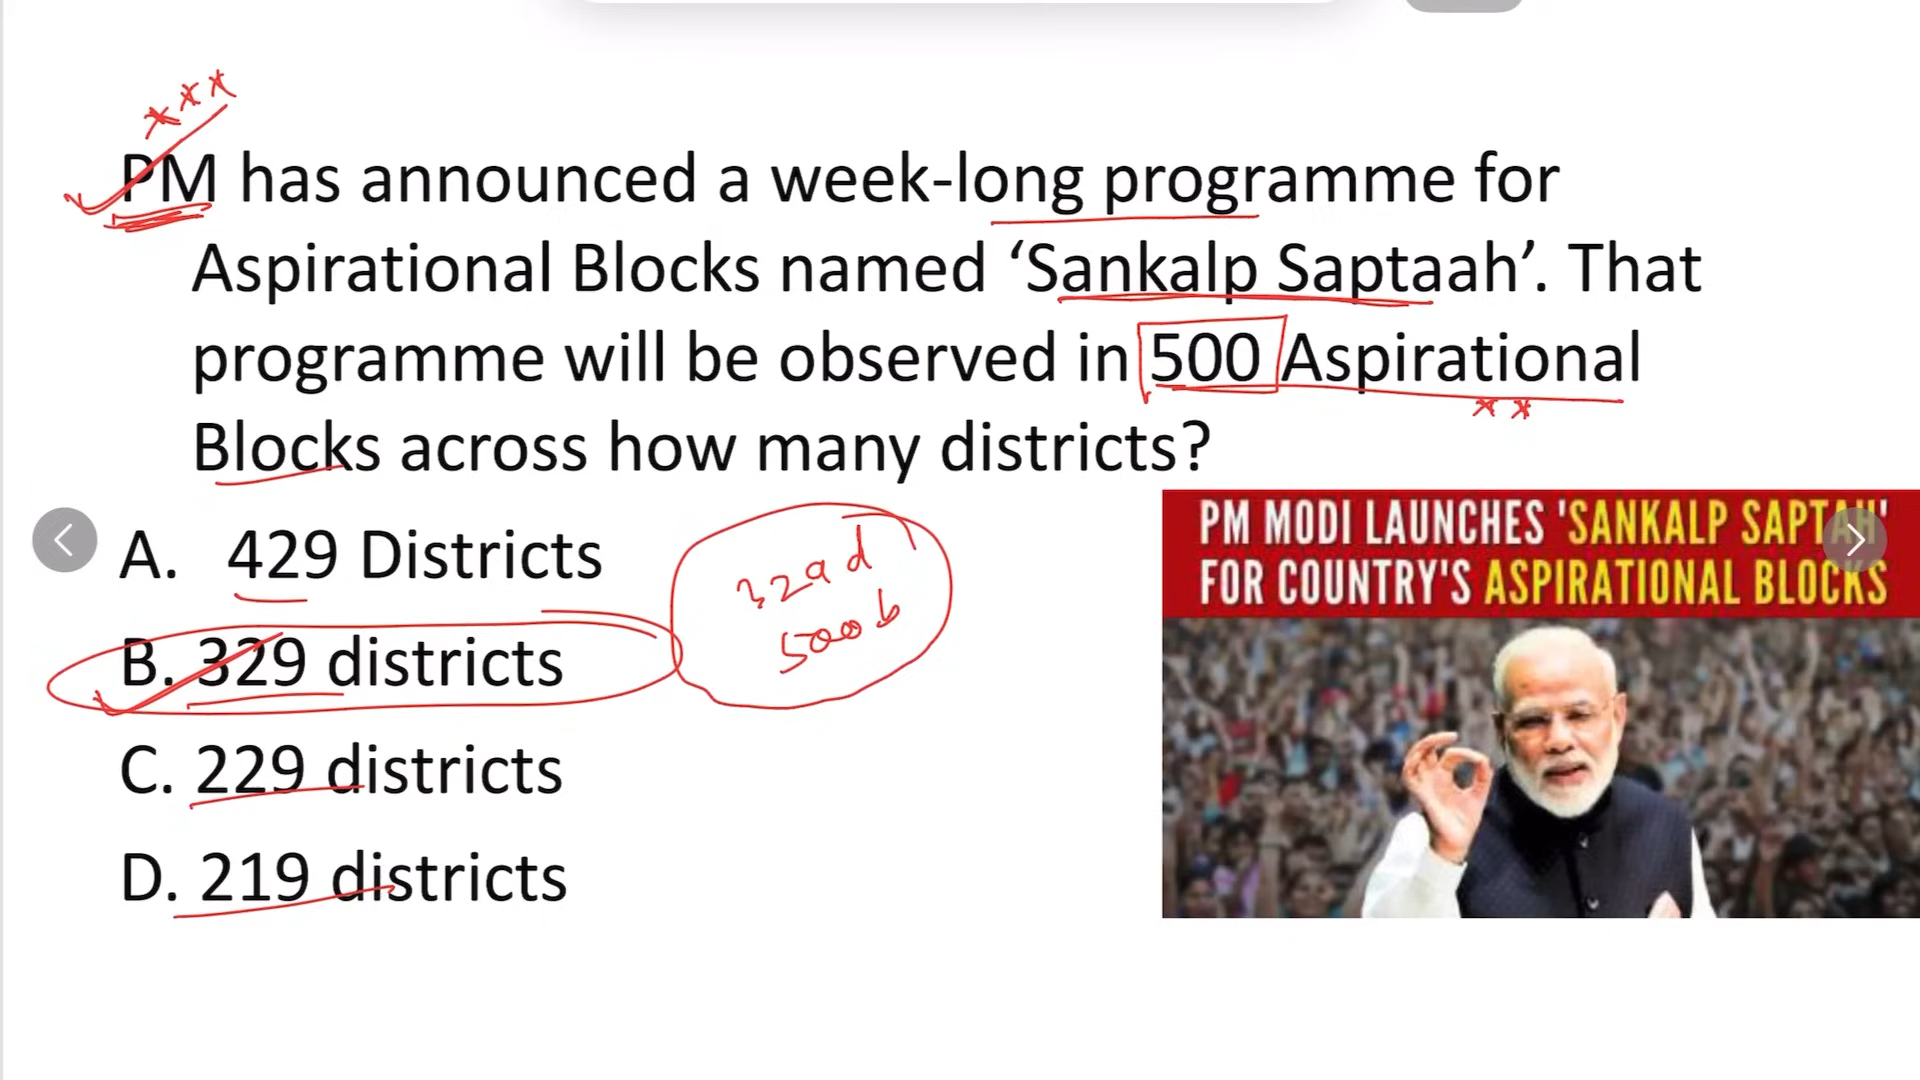 PM has announced a week-long programme for
Aspirational Blocks named ‘Sankalp Saptaah’. That
programme will be observed in 500 Aspirational
Blocks across how many districts?
A. 429 Districts
B. 329 districts
C. 229 districts
D. 219 districts
329 d
500 b
PM MODI LAUNCHES 'SANKALP SAPTAH'
FOR COUNTRY'S ASPIRATIONAL BLOCKS